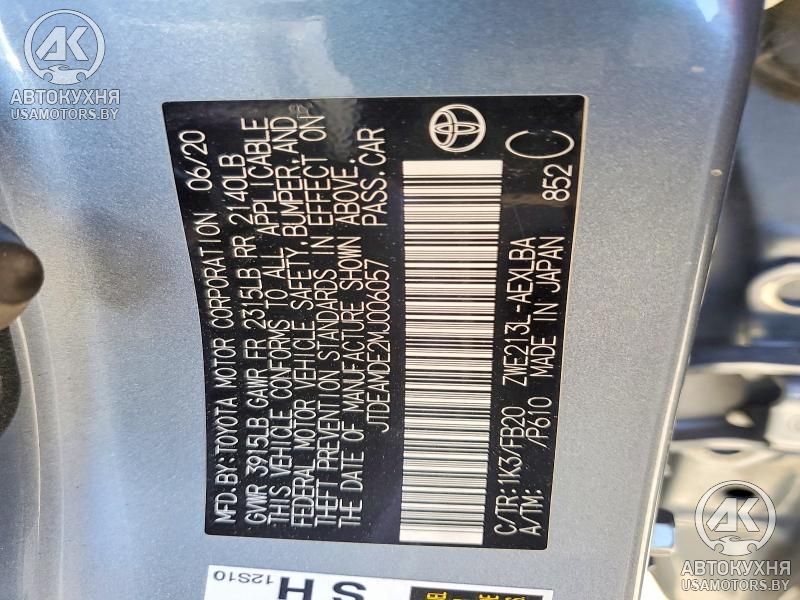 AK
АВТОКУХНЯ
USAMOTORS.BY
MFD.BY:TOYOTA MOTOR CORPORATION 06/20
GVWR 3915LB GAWR FR 2315LB RR 2140LB
THIS VEHICLE CONFORMS TO ALL APPLICABLE
FEDERAL MOTOR VEHICLE SAFETY,BUMPER,AND
THEFT PREVENTION STANDARDS IN EFFECT ON
THE DATE OF MANUFACTURE SHOWN ABOVE.
JTDEAMDE2MJ006057 PASS.CAR
C/TR:1K3/FB20 ZWE213L-AEXLBA 852 C
A/TM: /P610 MADE IN JAPAN
12S10
S H
AK
АВТОКУХНЯ
USAMOTORS.BY